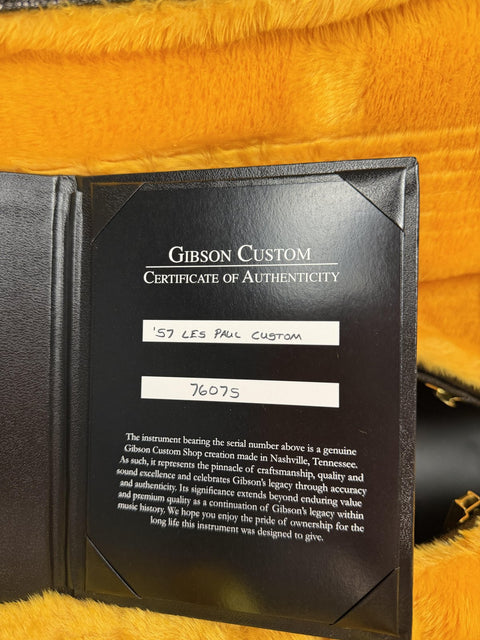 GIBSON CUSTOM
CERTIFICATE OF AUTHENTICITY
'57 LES PAUL CUSTOM
76075
The instrument bearing the serial number above is a genuine
Gibson Custom Shop creation made in Nashville, Tennessee.
As such, it represents the pinnacle of craftsmanship, quality and
sound excellence and celebrates Gibson's legacy through accuracy
and authenticity. Its significance extends beyond enduring value
and premium quality as a continuation of Gibson's legacy within
music history. We hope you enjoy the pride of ownership for the
long life this instrument was designed to give.